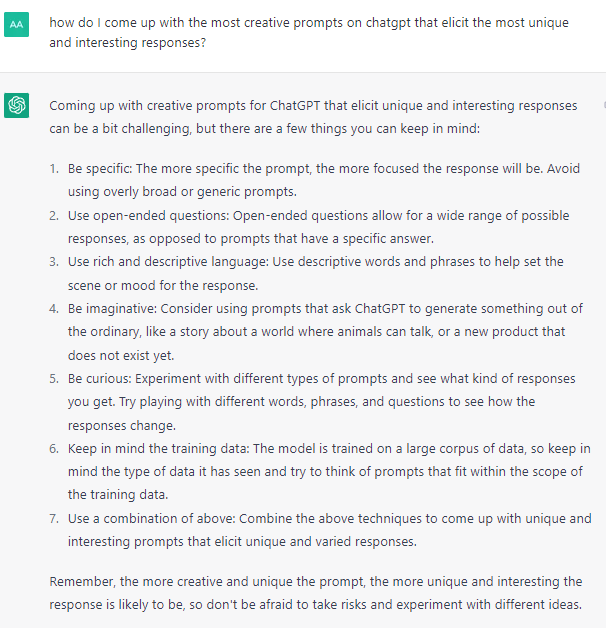 AA
how do I come up with the most creative prompts on chatgpt that elicit the most unique
and interesting responses?
Coming up with creative prompts for ChatGPT that elicit unique and interesting responses
can be a bit challenging, but there are a few things you can keep in mind:
1. Be specific: The more specific the prompt, the more focused the response will be. Avoid
using overly broad or generic prompts.
2. Use open-ended questions: Open-ended questions allow for a wide range of possible
responses, as opposed to prompts that have a specific answer.
3. Use rich and descriptive language: Use descriptive words and phrases to help set the
scene or mood for the response.
4. Be imaginative: Consider using prompts that ask ChatGPT to generate something out of
the ordinary, like a story about a world where animals can talk, or a new product that
does not exist yet.
5. Be curious: Experiment with different types of prompts and see what kind of responses
you get. Try playing with different words, phrases, and questions to see how the
responses change.
6. Keep in mind the training data: The model is trained on a large corpus of data, so keep in
mind the type of data it has seen and try to think of prompts that fit within the scope of
the training data.
7. Use a combination of above: Combine the above techniques to come up with unique and
interesting prompts that elicit unique and varied responses.
Remember, the more creative and unique the prompt, the more unique and interesting the
response is likely to be, so don't be afraid to take risks and experiment with different ideas.